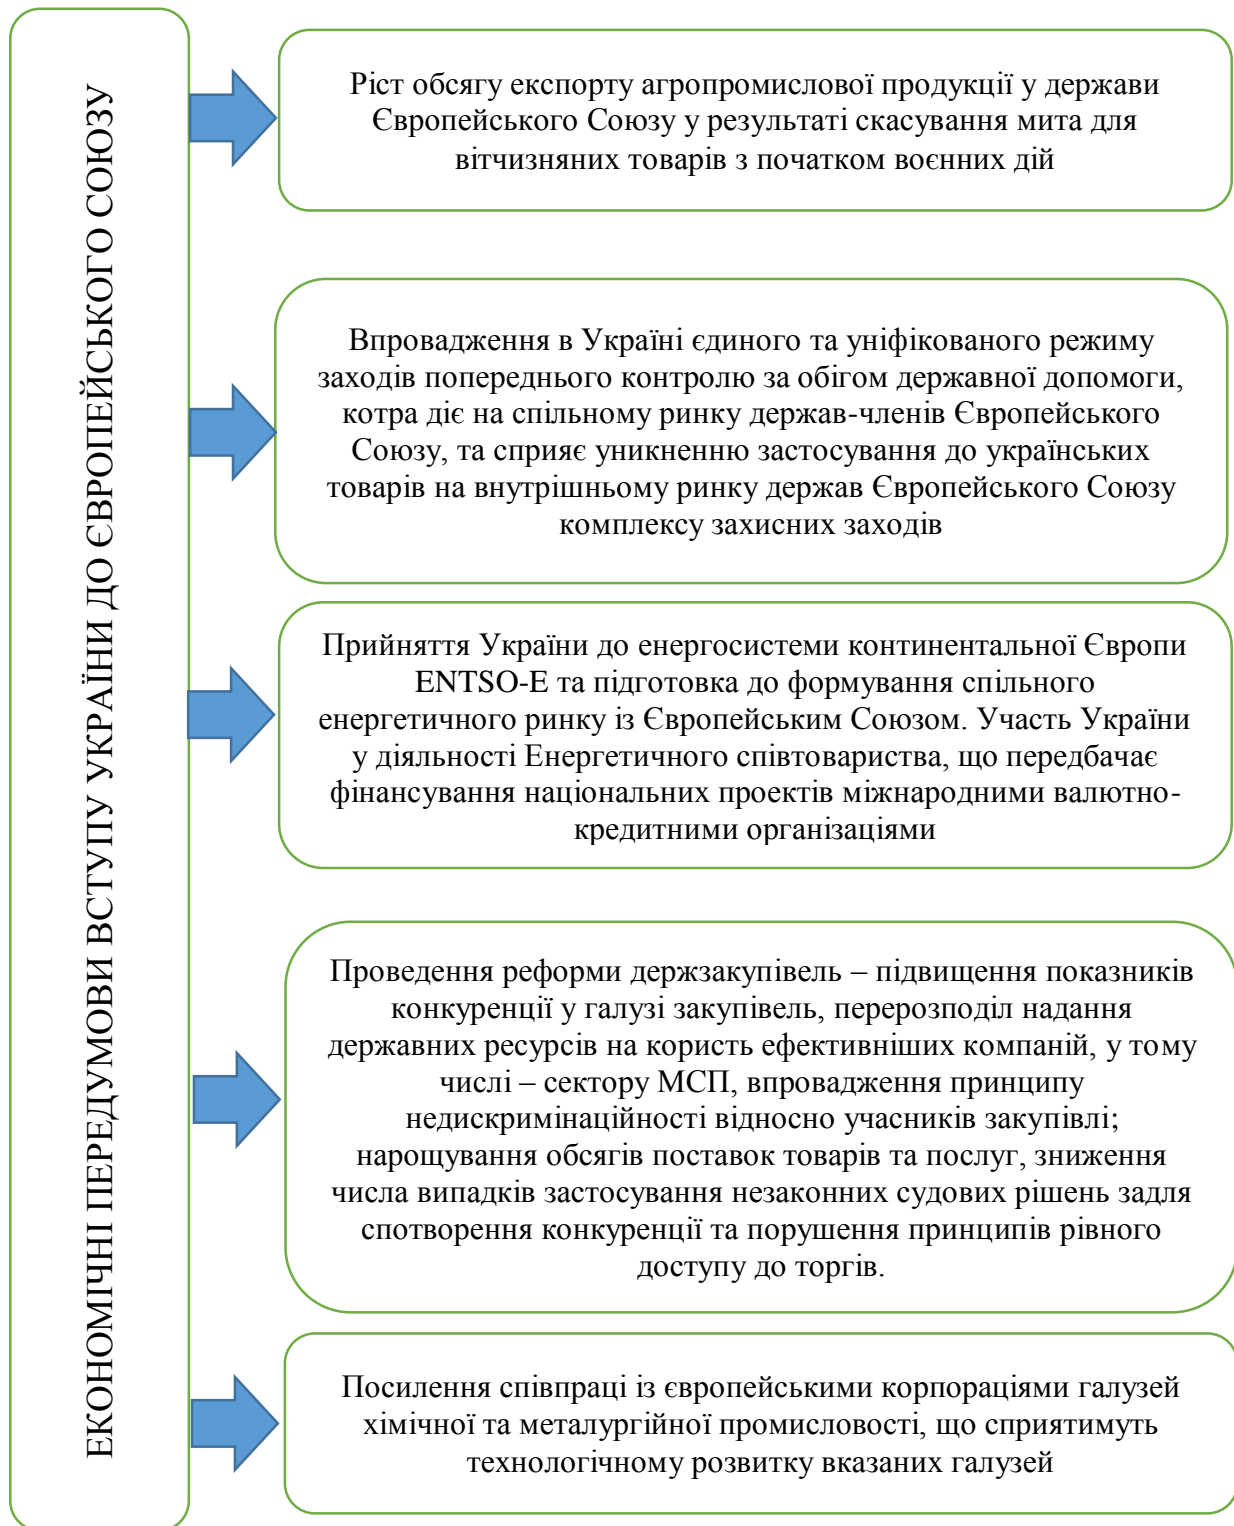 ЕКОНОМІЧНІ ПЕРЕДУМОВИ ВСТУПУ УКРАЇНИ ДО ЄВРОПЕЙСЬКОГО СОЮЗУ
Ріст обсягу експорту агропромислової продукції у держави
Європейського Союзу у результаті скасування мита для
вітчизняних товарів з початком воєнних дій
Впровадження в Україні єдиного та уніфікованого режиму
заходів попереднього контролю за обігом державної допомоги,
котра діє на спільному ринку держав-членів Європейського
Союзу, та сприяє уникненню застосування до українських
товарів на внутрішньому ринку держав Європейського Союзу
комплексу захисних заходів
Прийняття України до енергосистеми континентальної Європи
ENTSO-E та підготовка до формування спільного
енергетичного ринку із Європейським Союзом. Участь України
у діяльності Енергетичного співтовариства, що передбачає
фінансування національних проектів міжнародними валютно-
кредитними організаціями
Проведення реформи держзакупівель – підвищення показників
конкуренції у галузі закупівель, перерозподіл надання
державних ресурсів на користь ефективніших компаній, у тому
числі – сектору МСП, впровадження принципу
недискримінаційності відносно учасників закупівлі;
нарощування обсягів поставок товарів та послуг, зниження
числа випадків застосування незаконних судових рішень задля
спотворення конкуренції та порушення принципів рівного
доступу до торгів.
Посилення співпраці із європейськими корпораціями галузей
хімічної та металургійної промисловості, що сприятимуть
технологічному розвитку вказаних галузей